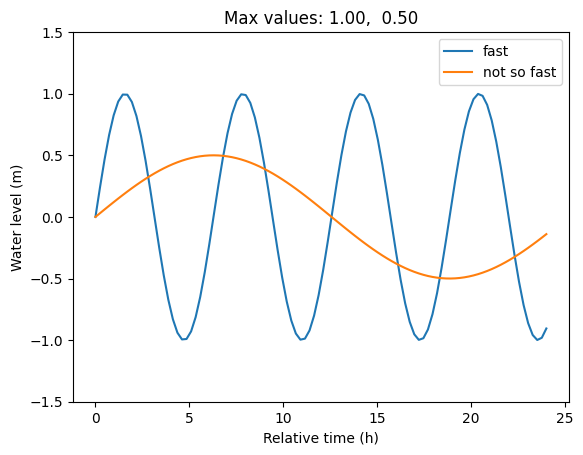 Max values: 1.00,  0.50
fast
not so fast
Water level (m)
1.5
1.0
0.5
0.0
−0.5
−1.0
−1.5
0
5
10
15
20
25
Relative time (h)